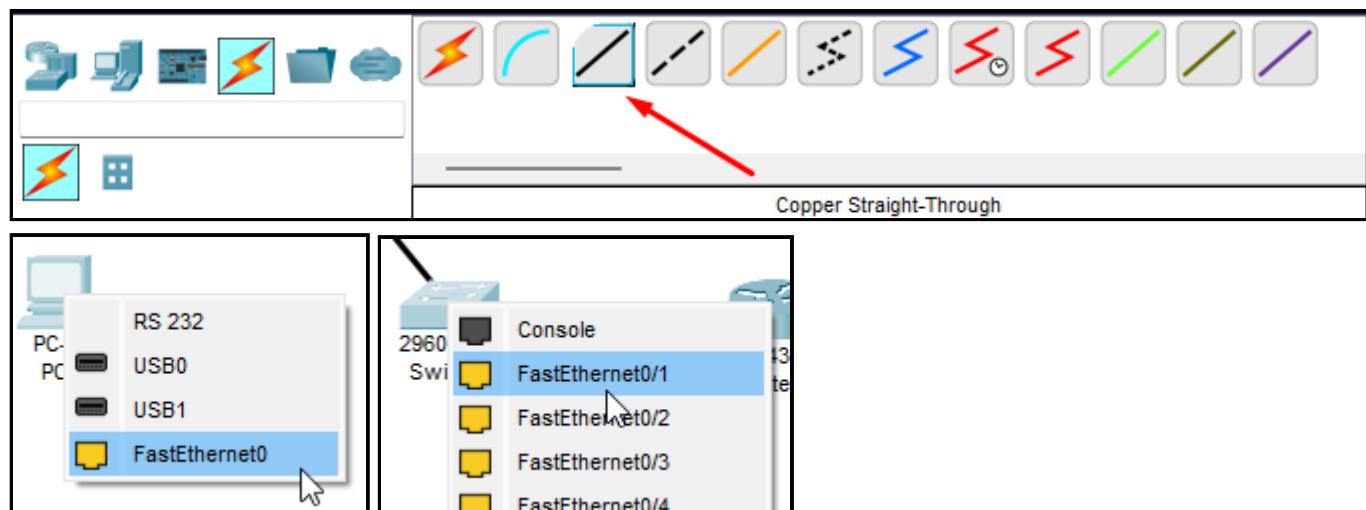 Copper Straight-Through
RS 232
USB0
USB1
FastEthernet0
PC-
PC
Console
FastEthernet0/1
FastEthernet0/2
FastEthernet0/3
FastEthernet0/4
2960
Swi